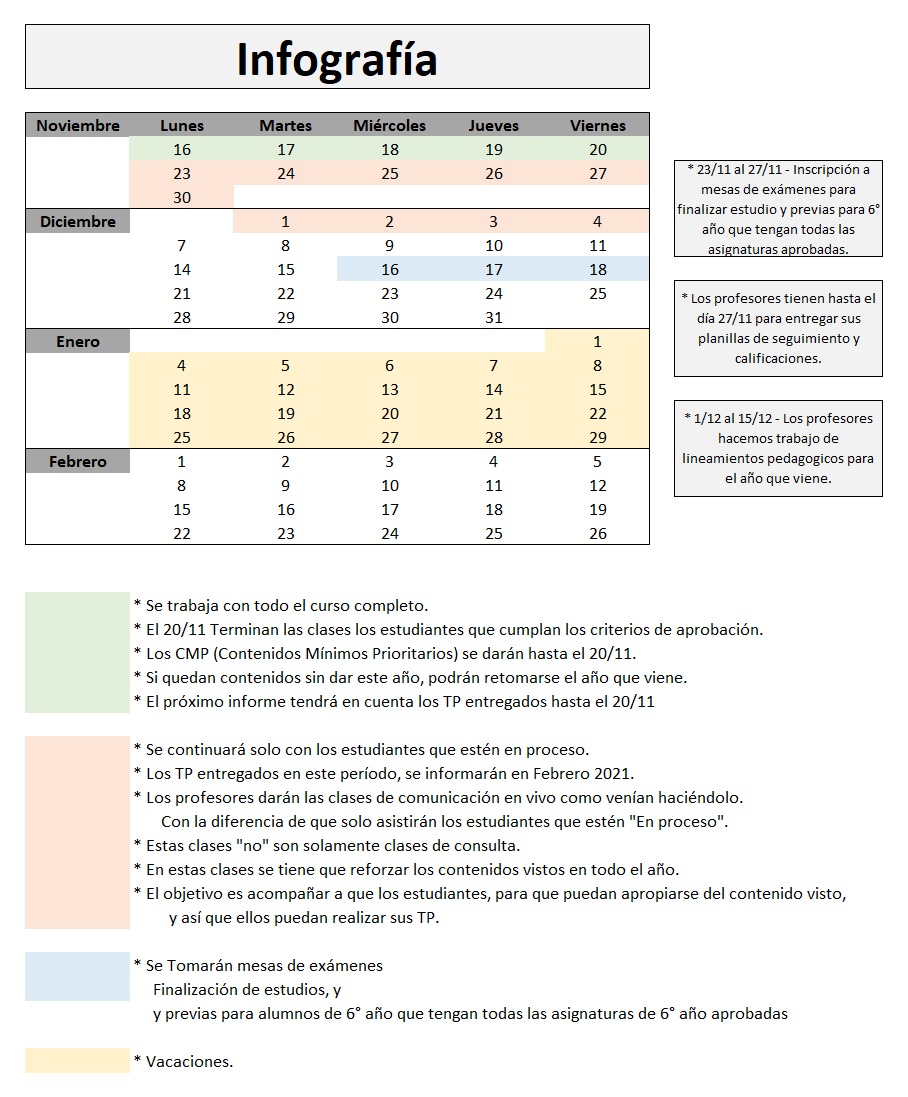 Infografía
Noviembre Lunes Martes Miércoles Jueves Viernes
16 17 18 19 20
23 24 25 26 27
30
Diciembre 1 2 3 4
7 8 9 10 11
14 15 16 17 18
21 22 23 24 25
28 29 30 31
Enero 1
4 5 6 7 8
11 12 13 14 15
18 19 20 21 22
25 26 27 28 29
Febrero 1 2 3 4 5
8 9 10 11 12
15 16 17 18 19
22 23 24 25 26
* 23/11 al 27/11 - Inscripción a
mesas de exámenes para
finalizar estudio y previas para 6°
año que tengan todas las
asignaturas aprobadas.
* Los profesores tienen hasta el
día 27/11 para entregar sus
planillas de seguimiento y
calificaciones.
* 1/12 al 15/12 - Los profesores
hacemos trabajo de
lineamientos pedagogicos para
el año que viene.
* Se trabaja con todo el curso completo.
* El 20/11 Terminan las clases los estudiantes que cumplan los criterios de aprobación.
* Los CMP (Contenidos Mínimos Prioritarios) se darán hasta el 20/11.
* Si quedan contenidos sin dar este año, podrán retomarse el año que viene.
* El próximo informe tendrá en cuenta los TP entregados hasta el 20/11
* Se continuará solo con los estudiantes que estén en proceso.
* Los TP entregados en este período, se informarán en Febrero 2021.
* Los profesores darán las clases de comunicación en vivo como venían haciéndolo.
Con la diferencia de que solo asistirán los estudiantes que estén "En proceso".
* Estas clases "no" son solamente clases de consulta.
* En estas clases se tiene que reforzar los contenidos vistos en todo el año.
* El objetivo es acompañar a que los estudiantes, para que puedan apropiarse del contenido visto,
y así que ellos puedan realizar sus TP.
* Se Tomarán mesas de exámenes
Finalización de estudios, y
y previas para alumnos de 6° año que tengan todas las asignaturas de 6° año aprobadas
* Vacaciones.